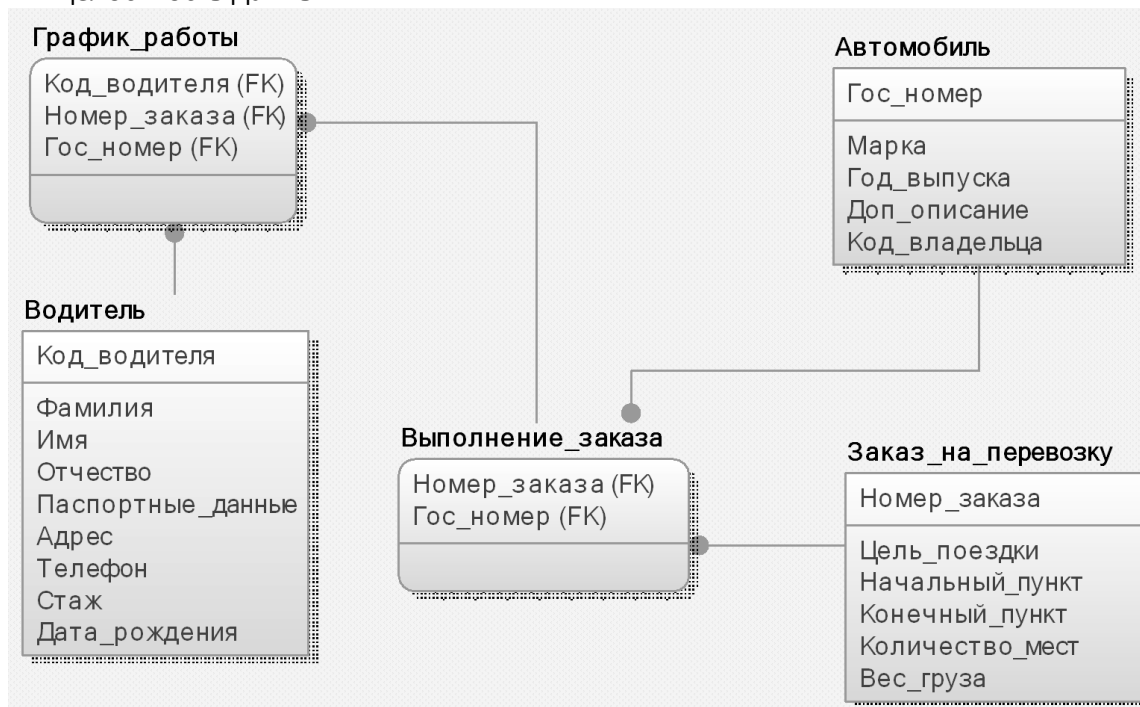 График_работы
Код_водителя (FK)
Номер_заказа (FK)
Гос_номер (FK)
Автомобиль
Гос_номер
Марка
Год_выпуска
Доп_описание
Код_владельца
Водитель
Код_водителя
Фамилия
Имя
Отчество
Паспортные_данные
Адрес
Телефон
Стаж
Дата_рождения
Выполнение_заказа
Номер_заказа (FK)
Гос_номер (FK)
Заказ_на_перевозку
Номер_заказа
Цель_поездки
Начальный_пункт
Конечный_пункт
Количество_мест
Вес_груза